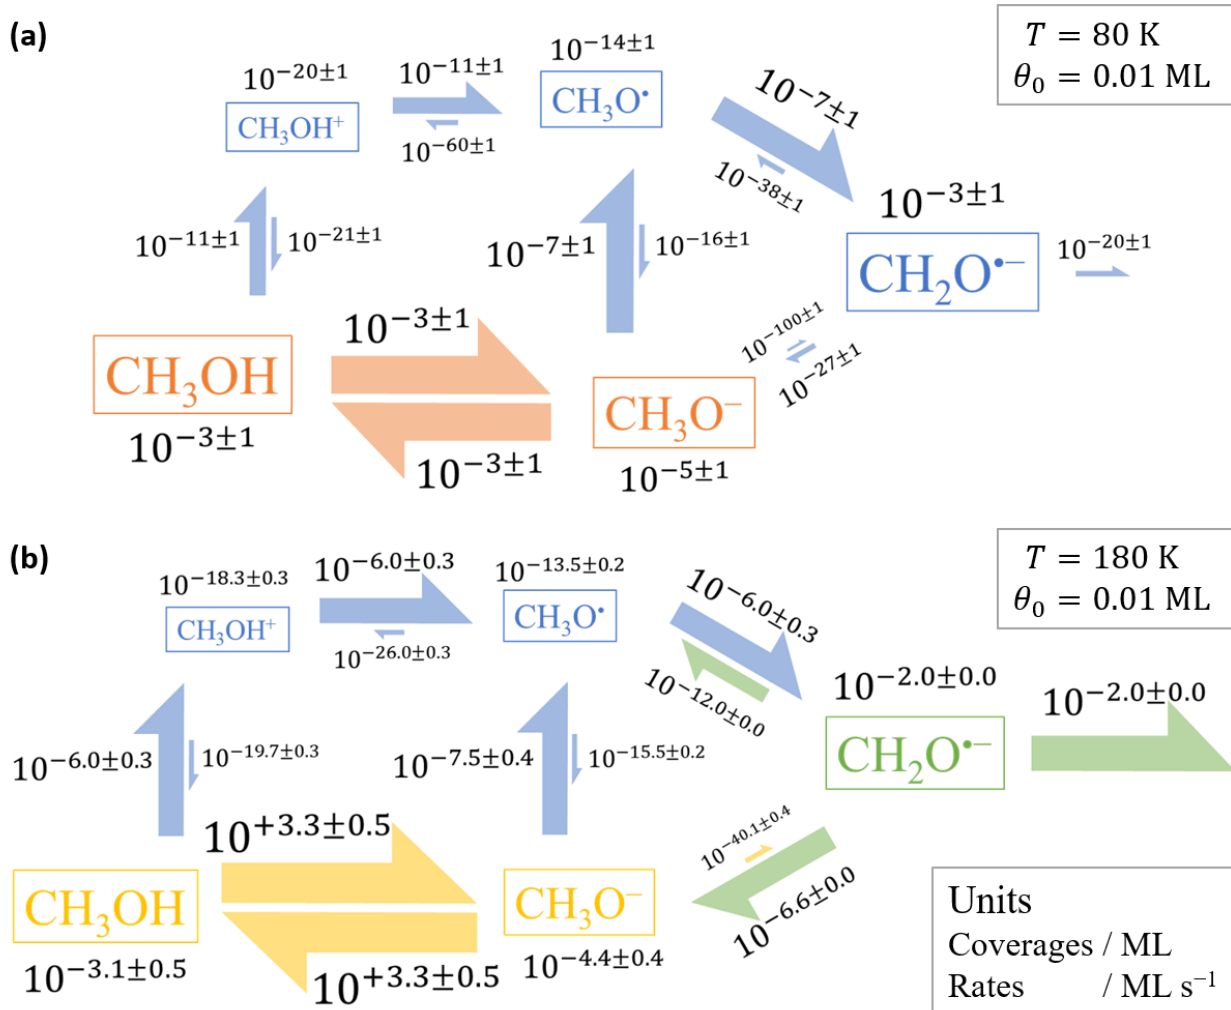 (a)
T = 80 K
θ₀ = 0.01 ML
10⁻²⁰±¹
CH₃OH⁺
10⁻¹¹±¹
10⁻⁶⁰±¹
10⁻¹⁴±¹
CH₃O•
10⁻⁷±¹
10⁻³⁸±¹
10⁻¹¹±¹
10⁻²¹±¹
10⁻⁷±¹
10⁻¹⁶±¹
10⁻³±¹
CH₂O•⁻
10⁻²⁰±¹
10⁻¹⁰⁰±¹
10⁻²⁷±¹
10⁻³±¹
CH₃OH
10⁻³±¹
10⁻³±¹
CH₃O⁻
10⁻⁵±¹
(b)
T = 180 K
θ₀ = 0.01 ML
10⁻¹⁸·³±⁰·³
CH₃OH⁺
10⁻⁶·⁰±⁰·³
10⁻²⁶·⁰±⁰·³
10⁻¹³·⁵±⁰·²
CH₃O•
10⁻⁶·⁰±⁰·³
10⁻¹²·⁰±⁰·⁰
10⁻⁶·⁰±⁰·³
10⁻¹⁹·⁷±⁰·³
10⁻⁷·⁵±⁰·⁴
10⁻¹⁵·⁵±⁰·²
10⁻²·⁰±⁰·⁰
CH₂O•⁻
10⁻²·⁰±⁰·⁰
10⁻⁴⁰·¹±⁰·⁴
10⁻⁶·⁶±⁰·⁰
10⁺³·³±⁰·⁵
CH₃OH
10⁻³·¹±⁰·⁵
10⁺³·³±⁰·⁵
CH₃O⁻
10⁻⁴·⁴±⁰·⁴
Units
Coverages / ML
Rates / ML s⁻¹